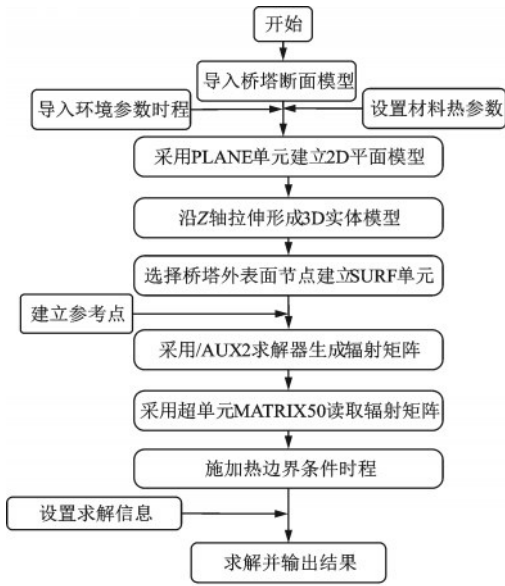 开始
导入桥塔断面模型
导入环境参数时程
设置材料热参数
采用PLANE单元建立2D平面模型
沿Z轴拉伸形成3D实体模型
选择桥塔外表面节点建立SURF单元
建立参考点
采用/AUX2求解器生成辐射矩阵
采用超单元MATRIX50读取辐射矩阵
施加热边界条件时程
设置求解信息
求解并输出结果